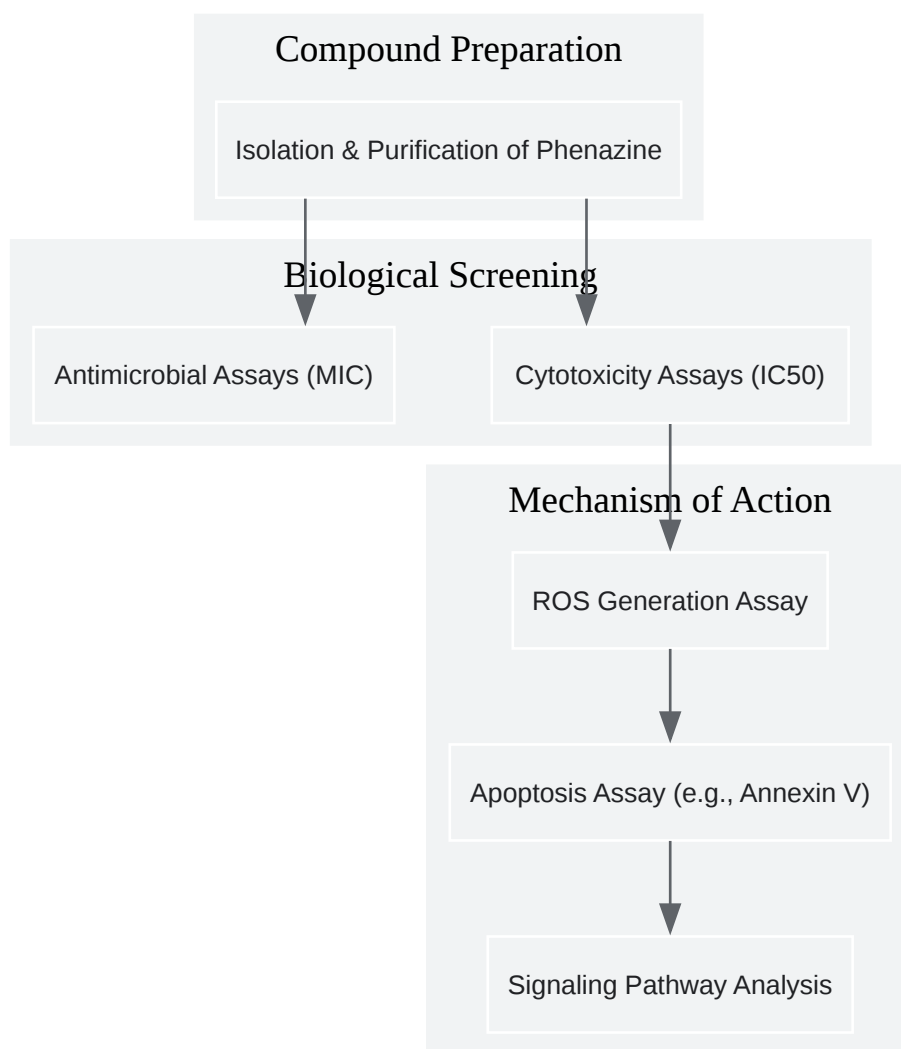 Compound Preparation
Isolation & Purification of Phenazine
Biological Screening
Antimicrobial Assays (MIC)
Cytotoxicity Assays (IC50)
Mechanism of Action
ROS Generation Assay
Apoptosis Assay (e.g., Annexin V)
Signaling Pathway Analysis